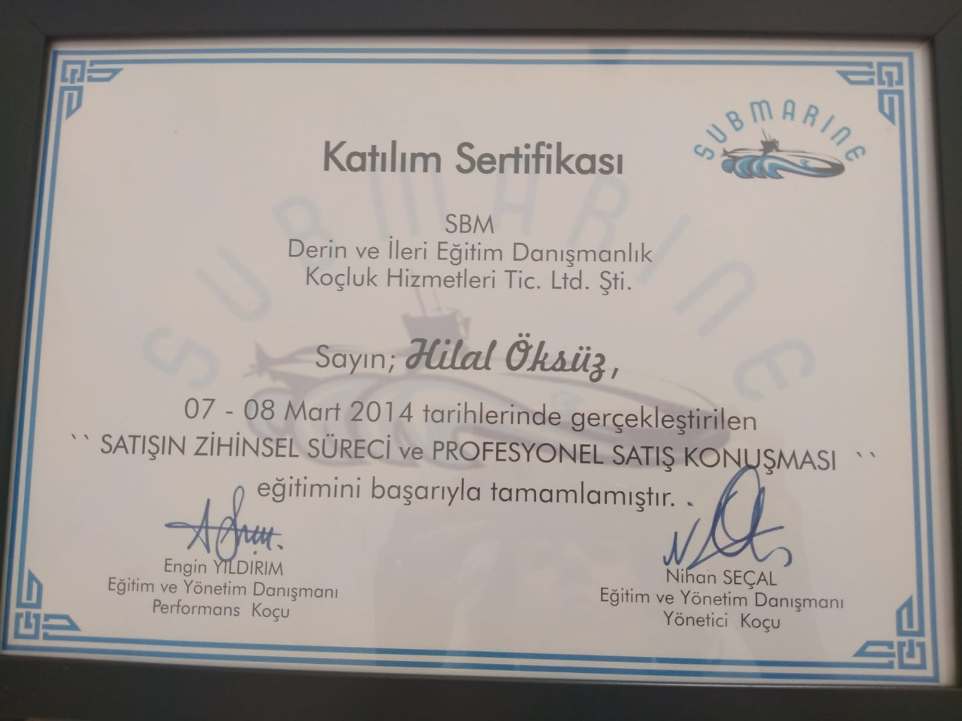 SUBMARINE
Katılım Sertifikası
SBM
Derin ve İleri Eğitim Danışmanlık
Koçluk Hizmetleri Tic. Ltd. Şti.
Sayın; Hilal Öksüz,
07 - 08 Mart 2014 tarihlerinde gerçekleştirilen
`` SATIŞIN ZİHİNSEL SÜRECİ ve PROFESYONEL SATIŞ KONUŞMASI ``
eğitimini başarıyla tamamlamıştır. .
Engin YILDIRIM
Eğitim ve Yönetim Danışmanı
Performans Koçu
Nihan SEÇAL
Eğitim ve Yönetim Danışmanı
Yönetici Koçu
SUBMARINE